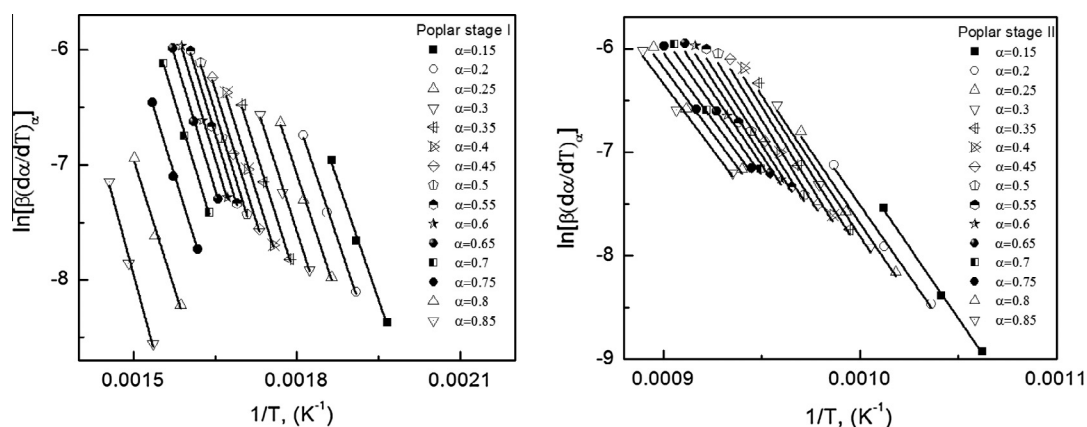 Poplar stage I
α=0.15
α=0.2
α=0.25
α=0.3
α=0.35
α=0.4
α=0.45
α=0.5
α=0.55
α=0.6
α=0.65
α=0.7
α=0.75
α=0.8
α=0.85
-6
-7
-8
ln[β(dα/dT)α]
0.0015
0.0018
0.0021
1/T, (K⁻¹)
Poplar stage II
α=0.15
α=0.2
α=0.25
α=0.3
α=0.35
α=0.4
α=0.45
α=0.5
α=0.55
α=0.6
α=0.65
α=0.7
α=0.75
α=0.8
α=0.85
-6
-7
-8
-9
ln[β(dα/dT)α]
0.0009
0.0010
0.0011
1/T, (K⁻¹)